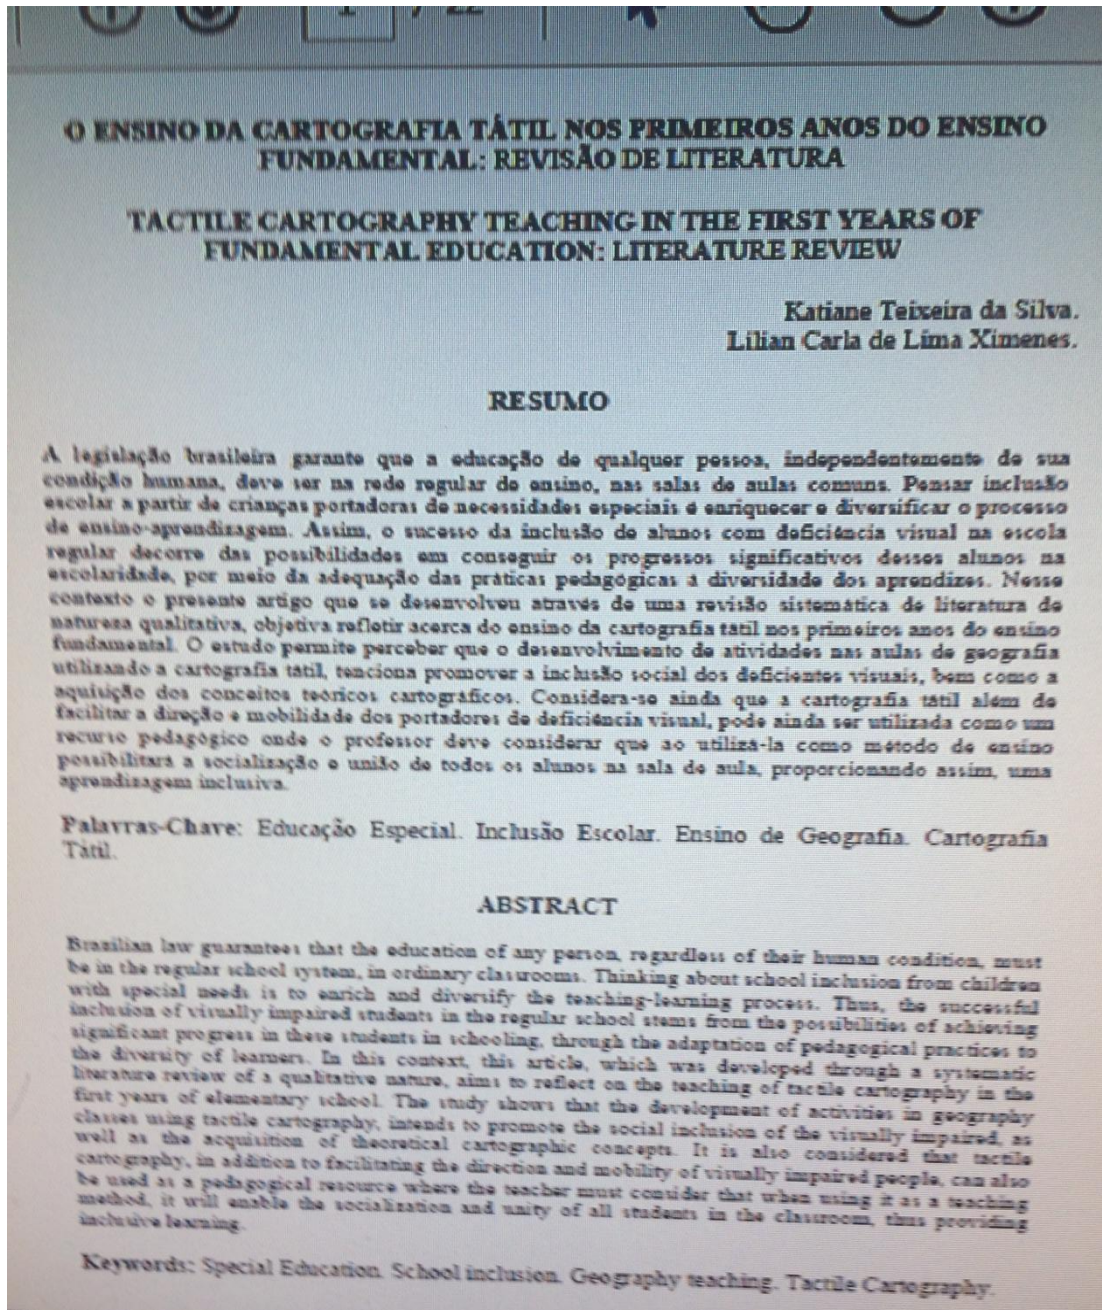 O ENSINO DA CARTOGRAFIA TÁTIL NOS PRIMEIROS ANOS DO ENSINO
FUNDAMENTAL: REVISÃO DE LITERATURA
TACTILE CARTOGRAPHY TEACHING IN THE FIRST YEARS OF
FUNDAMENTAL EDUCATION: LITERATURE REVIEW
Katiane Teixeira da Silva.
Lilian Carla de Lima Ximenes.
RESUMO
A legislação brasileira garante que a educação de qualquer pessoa, independentemente de sua
condição humana, deve ser na rede regular de ensino, nas salas de aulas comuns. Pensar inclusão
escolar a partir de crianças portadoras de necessidades especiais é enriquecer e diversificar o processo
de ensino-aprendizagem. Assim, o sucesso da inclusão de alunos com deficiência visual na escola
regular decorre das possibilidades em conseguir os progressos significativos desses alunos na
escolaridade, por meio da adequação das práticas pedagógicas à diversidade dos aprendizes. Nesse
contexto o presente artigo que se desenvolveu através de uma revisão sistemática de literatura de
natureza qualitativa, objetiva refletir acerca do ensino da cartografia tátil nos primeiros anos do ensino
fundamental. O estudo permite perceber que o desenvolvimento de atividades nas aulas de geografia
utilizando a cartografia tátil, tenciona promover a inclusão social dos deficientes visuais, bem como a
aquisição dos conceitos teóricos cartográficos. Considera-se ainda que a cartografia tátil além de
facilitar a direção e mobilidade dos portadores de deficiência visual, pode ainda ser utilizada como um
recurso pedagógico onde o professor deve considerar que ao utilizá-la como método de ensino
possibilitará a socialização e união de todos os alunos na sala de aula, proporcionando assim, uma
aprendizagem inclusiva.
Palavras-Chave: Educação Especial. Inclusão Escolar. Ensino de Geografia. Cartografia
Tátil.
ABSTRACT
Brazilian law guarantees that the education of any person, regardless of their human condition, must
be in the regular school system, in ordinary classrooms. Thinking about school inclusion from children
with special needs is to enrich and diversify the teaching-learning process. Thus, the successful
inclusion of visually impaired students in the regular school stems from the possibilities of achieving
significant progress in these students in schooling, through the adaptation of pedagogical practices to
the diversity of learners. In this context, this article, which was developed through a systematic
literature review of a qualitative nature, aims to reflect on the teaching of tactile cartography in the
first years of elementary school. The study shows that the development of activities in geography
classes using tactile cartography, intends to promote the social inclusion of the visually impaired, as
well as the acquisition of theoretical cartographic concepts. It is also considered that tactile
cartography, in addition to facilitating the direction and mobility of visually impaired people, can also
be used as a pedagogical resource where the teacher must consider that when using it as a teaching
method, it will enable the socialization and unity of all students in the classroom, thus providing
inclusive learning.
Keywords: Special Education. School inclusion. Geography teaching. Tactile Cartography.